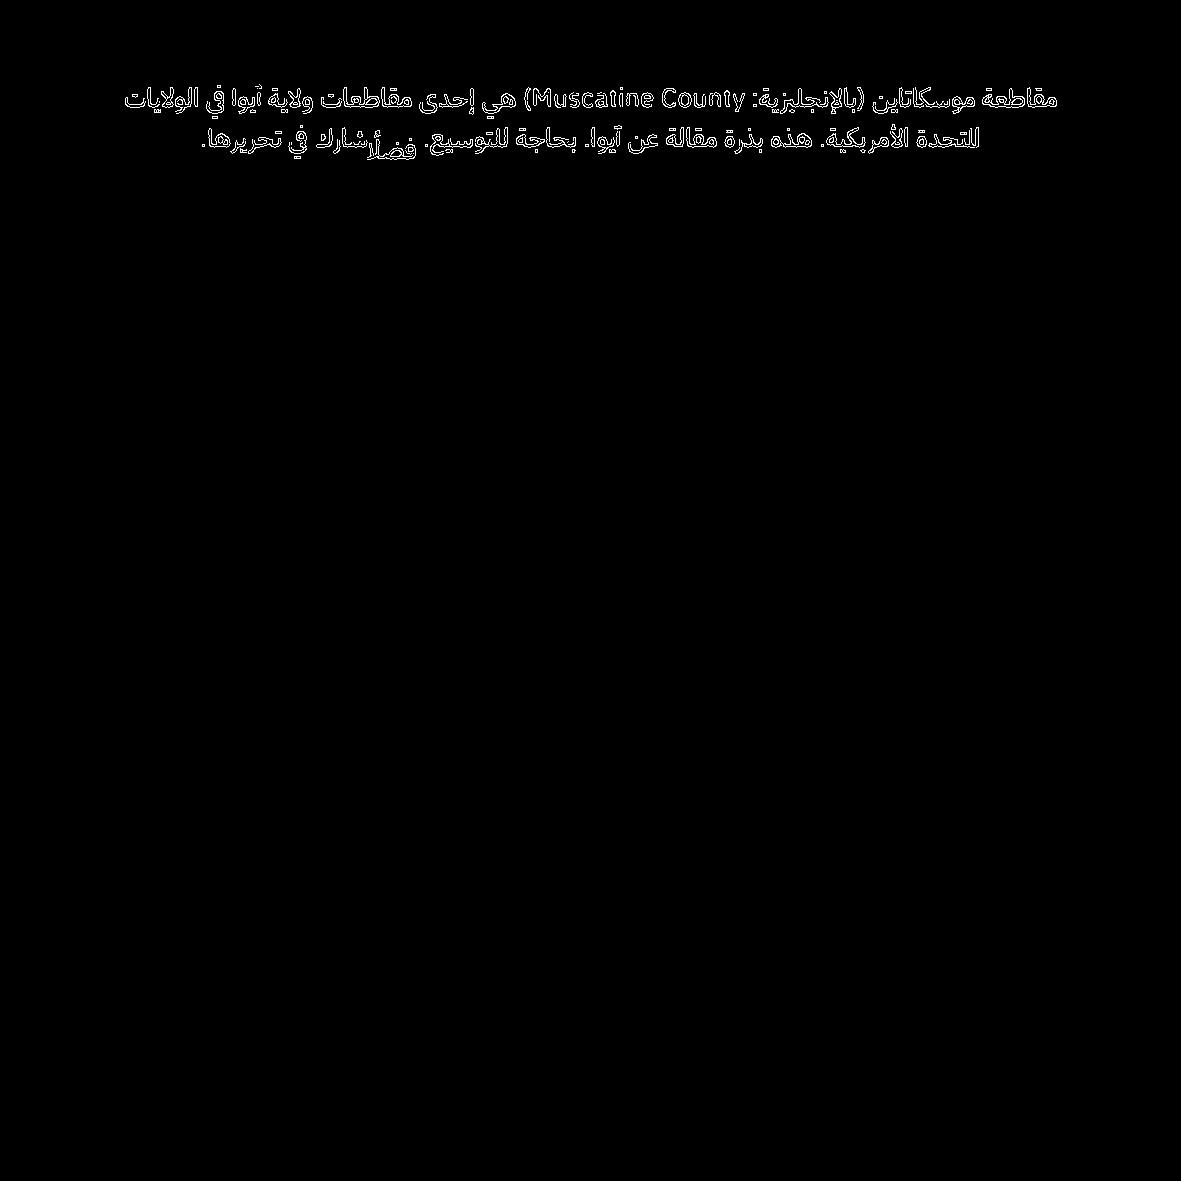 مقاطعة موسكاتاين (بالإنجليزية: Muscatine County) هي إحدى مقاطعات ولاية آيوا في الولايات
المتحدة الأمريكية. هذه بذرة مقالة عن آيوا. بحاجة للتوسيع. فضلًا شارك في تحريرها.